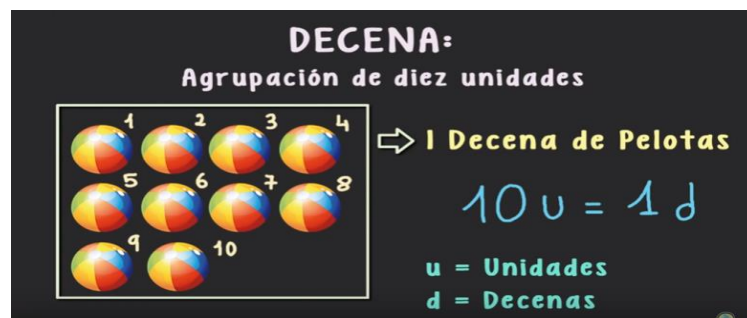 DECENA:
Agrupación de diez unidades
1 2 3 4
5 6 7 8
9 10
⇨ 1 Decena de Pelotas
10 u = 1 d
u = Unidades
d = Decenas